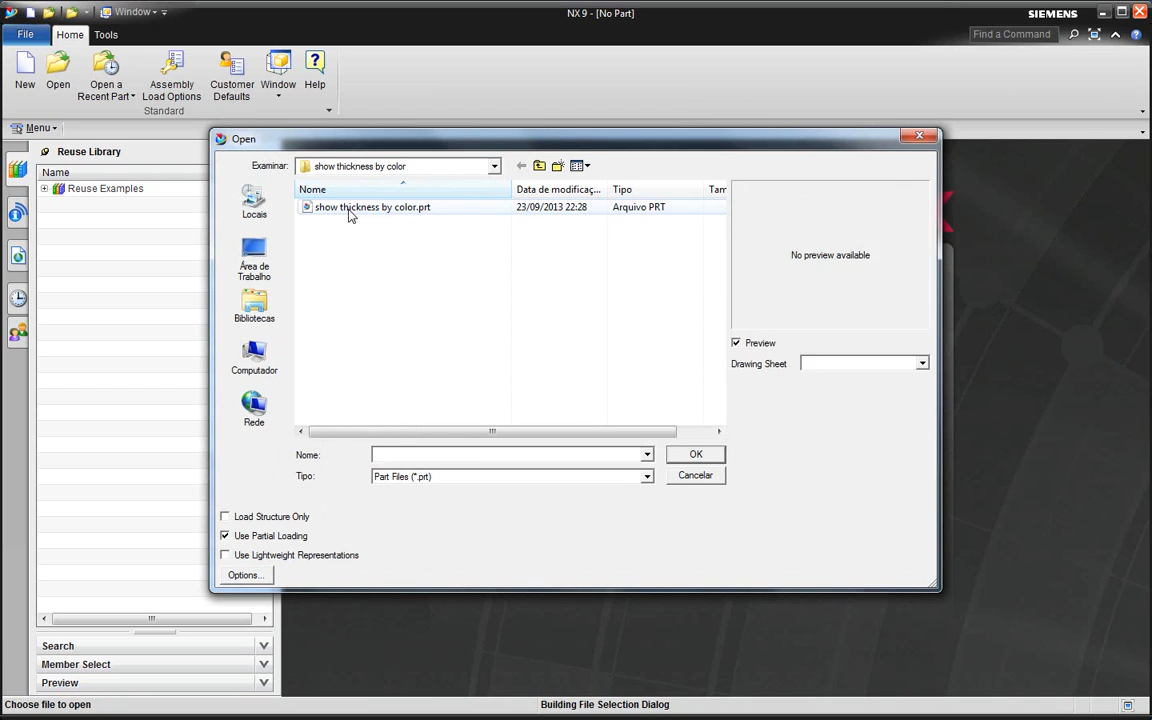 Window
NX 9 - [No Part]
SIEMENS
File
Home
Tools
Find a Command
New
Open
Open a Recent Part
Assembly Load Options
Customer Defaults
Window
Help
Standard
Menu
Reuse Library
Name
Reuse Examples
Open
Examinar:
show thickness by color
Nome
Data de modificaç...
Tipo
Tam
show thickness by color.prt
23/09/2013 22:28
Arquivo PRT
Locais
Área de Trabalho
Bibliotecas
Computador
Rede
No preview available
Preview
Drawing Sheet
Nome:
OK
Tipo:
Part Files (*.prt)
Cancelar
Load Structure Only
Use Partial Loading
Use Lightweight Representations
Options...
Search
Member Select
Preview
Choose file to open
Building File Selection Dialog